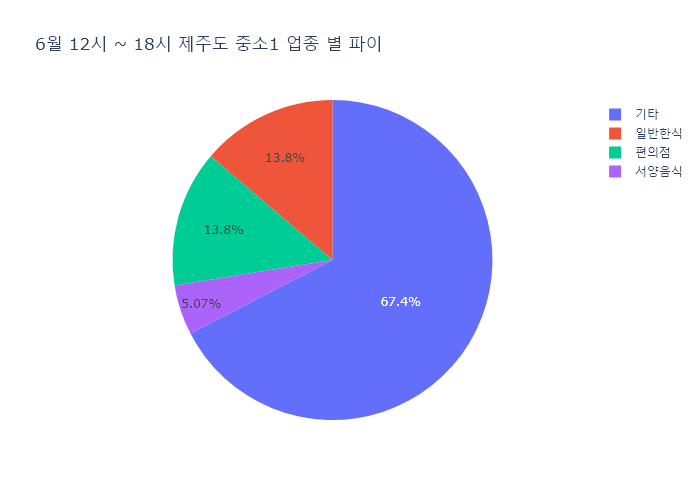 6월 12시 ~ 18시 제주도 중소1 업종 별 파이
기타
일반한식
편의점
서양음식
13.8%
13.8%
5.07%
67.4%